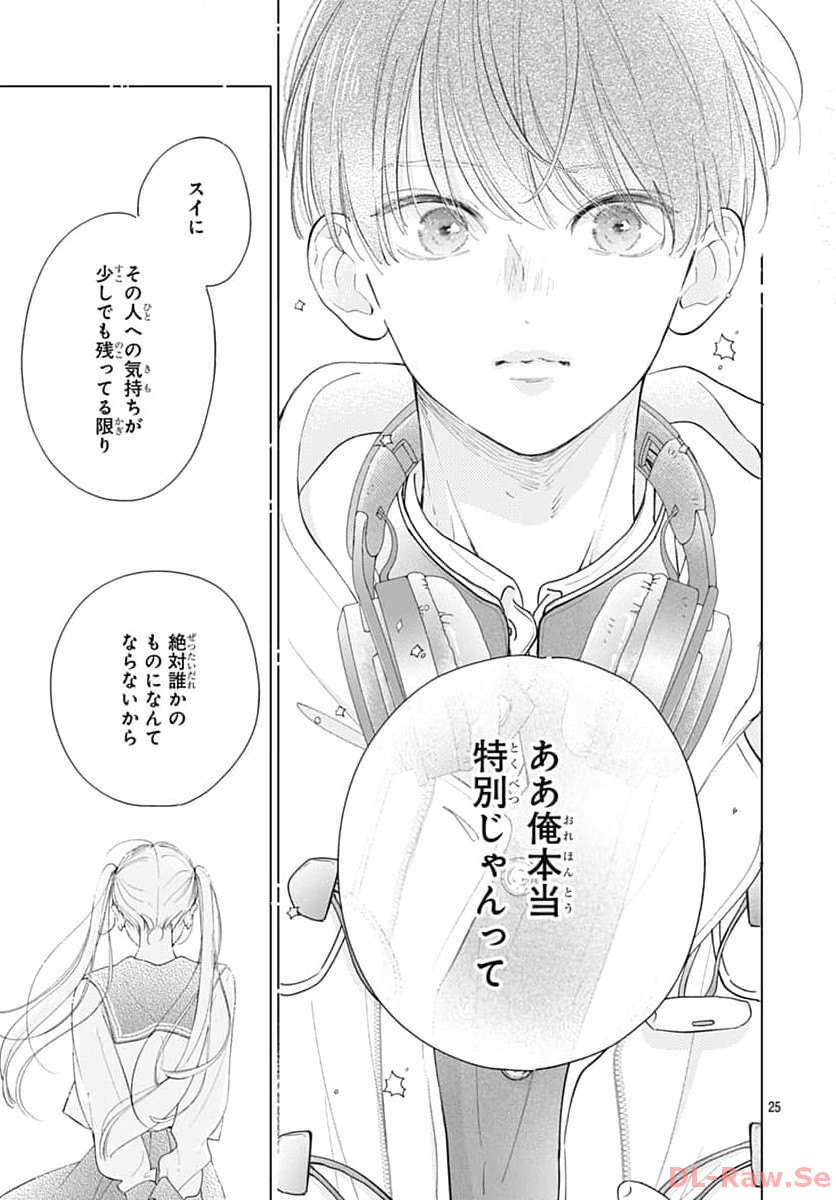 ああ俺本当
特別じゃんって
スイに
その人への気持ちが
少しでも残ってる限り
絶対誰かの
ものになんて
ならないから
25
DL-Raw.Se